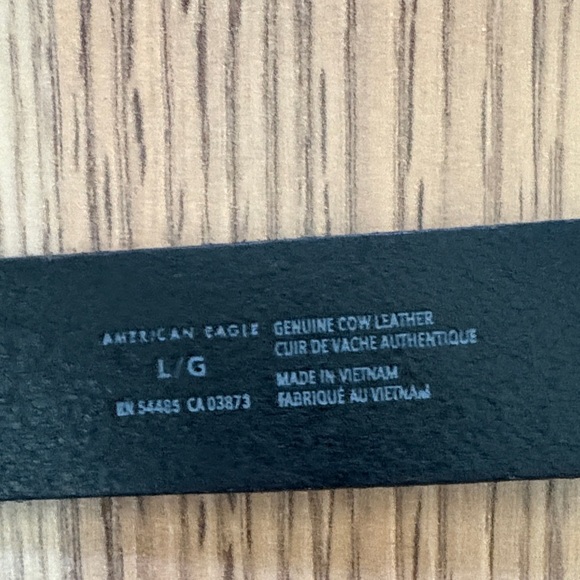 AMERICAN EAGLE
L/G
RN 54485 CA 03873
GENUINE COW LEATHER
CUIR DE VACHE AUTHENTIQUE
MADE IN VIETNAM
FABRIQUÉ AU VIETNAM